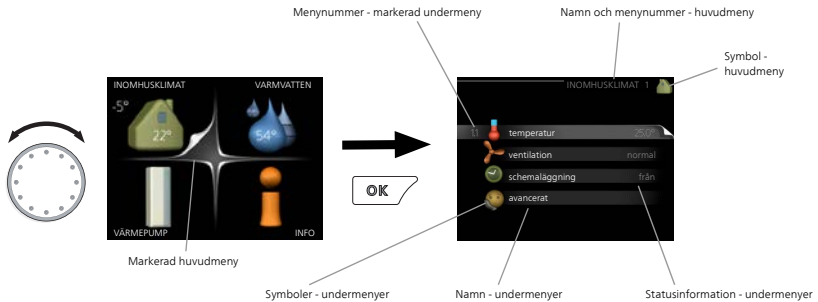 Menynummer - markerad undermeny
Namn och menynummer - huvudmeny
Symbol -
huvudmeny
INOMHUSKLIMAT
VARMVATTEN
-5°
22°
54°
VÄRMEPUMP
INFO
Markerad huvudmeny
OK
INOMHUSKLIMAT 1
1.1 temperatur 25.0°
ventilation normal
schemaläggning från
avancerat
Symboler - undermenyer
Namn - undermenyer
Statusinformation - undermenyer